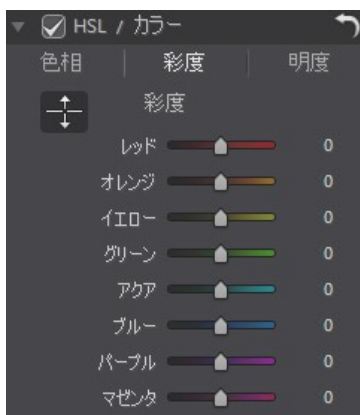 HSL / カラー
色相 彩度 明度
彩度
レッド 0
オレンジ 0
イエロー 0
グリーン 0
アクア 0
ブルー 0
パープル 0
マゼンタ 0